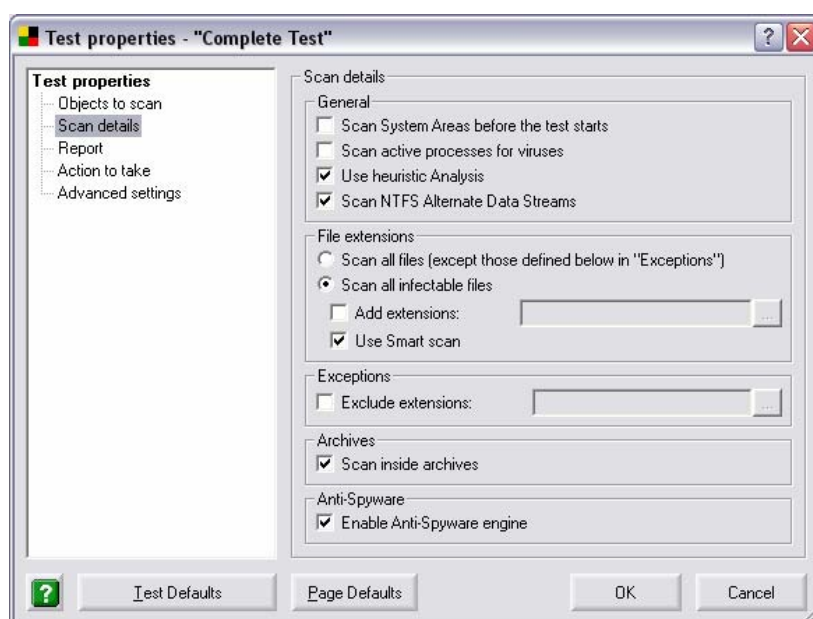 Test properties - "Complete Test"
?
Test properties
Objects to scan
Scan details
Report
Action to take
Advanced settings
Scan details
General
Scan System Areas before the test starts
Scan active processes for viruses
Use heuristic Analysis
Scan NTFS Alternate Data Streams
File extensions
Scan all files (except those defined below in "Exceptions")
Scan all infectable files
Add extensions:
...
Use Smart scan
Exceptions
Exclude extensions:
...
Archives
Scan inside archives
Anti-Spyware
Enable Anti-Spyware engine
?
Test Defaults
Page Defaults
OK
Cancel